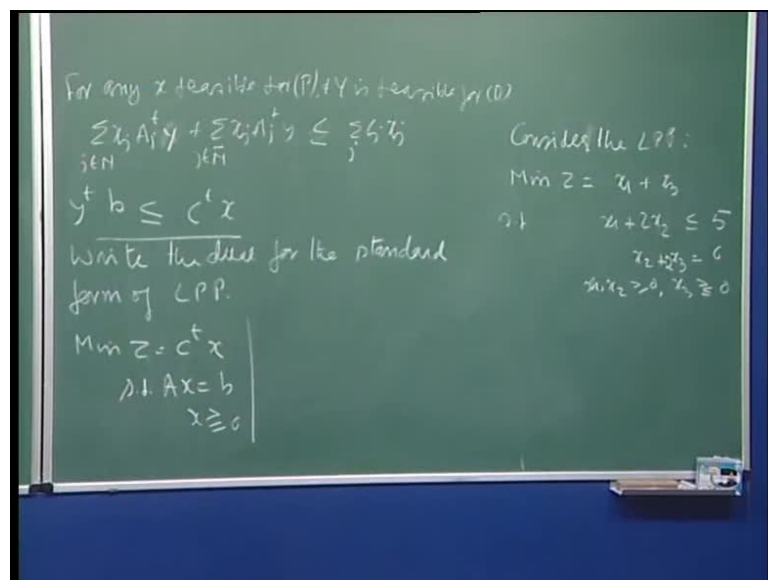 For any x feasible for (P) & Y is feasible for (D)
∑ xj Aj^t y + ∑ xj Aj^t y ≤ ∑ cj xj
j∈N j∈N̄ j
y^t b ≤ c^t x
Write the dual for the standard
form of LPP.
Min Z = c^t x
s.t. Ax = b
x ≧ 0
Consider the LPP:
Min Z = x1 + x3
s.t x1 + 2x2 ≤ 5
x2 + 2x3 = 6
x1, x2 ≥ 0, x3 ≧ 0